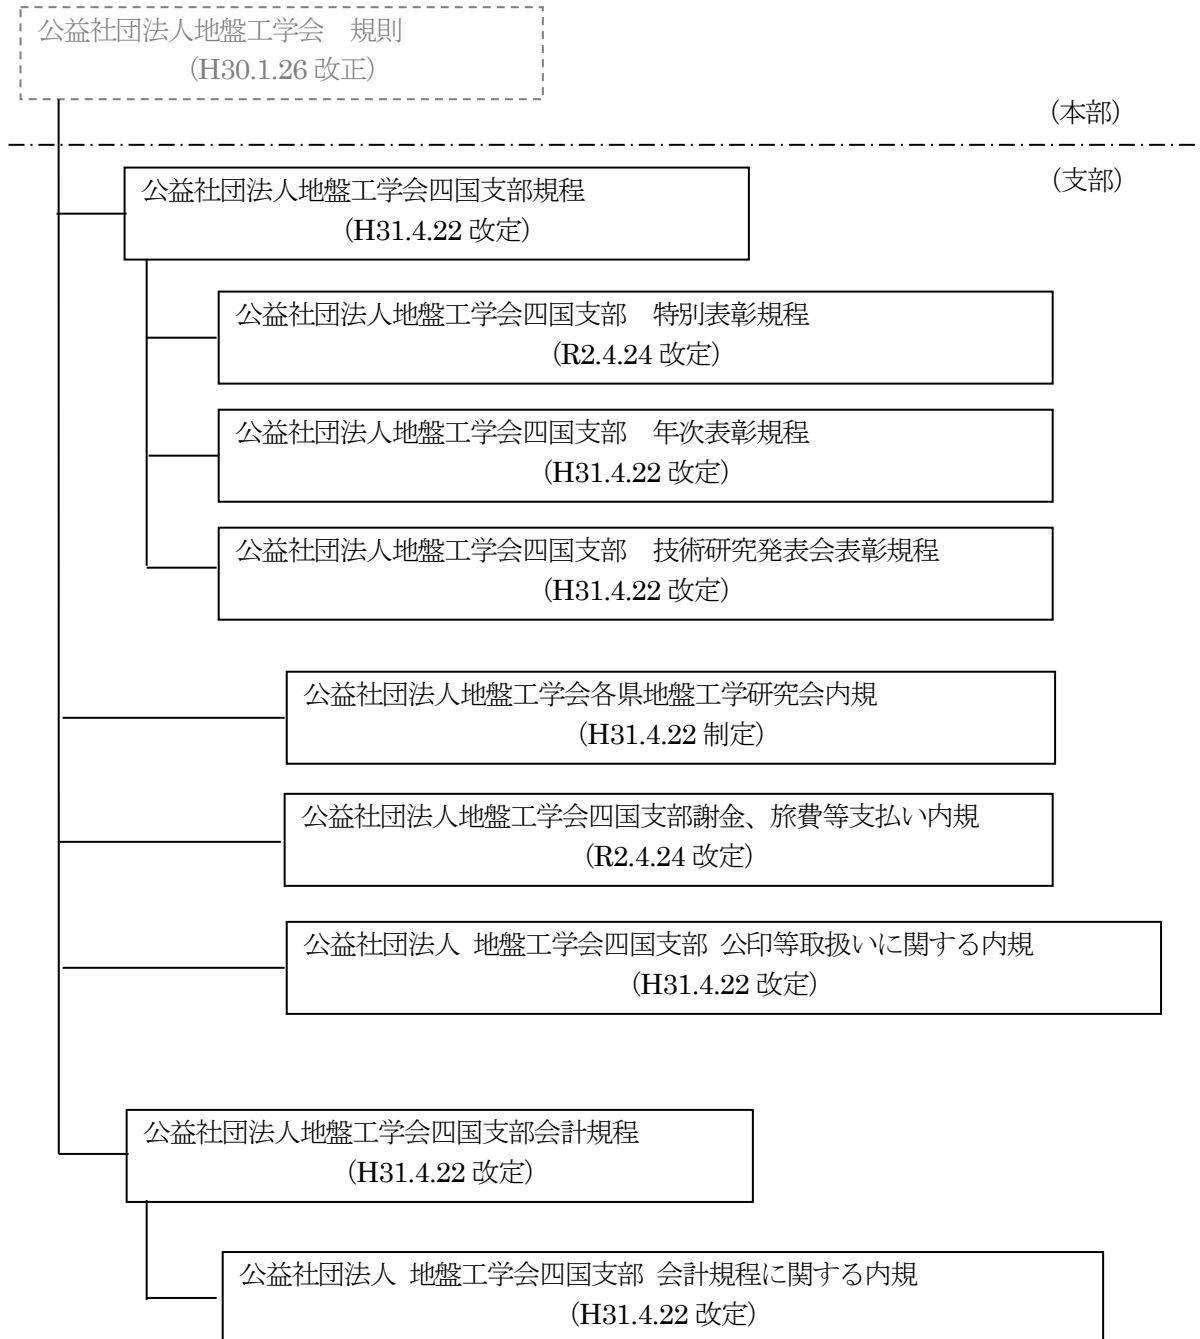 公益社団法人地盤工学会　規則
(H30.1.26 改正)
(本部)
(支部)
公益社団法人地盤工学会四国支部規程
(H31.4.22 改定)
公益社団法人地盤工学会四国支部　特別表彰規程
(R2.4.24 改定)
公益社団法人地盤工学会四国支部　年次表彰規程
(H31.4.22 改定)
公益社団法人地盤工学会四国支部　技術研究発表会表彰規程
(H31.4.22 改定)
公益社団法人地盤工学会各県地盤工学研究会内規
(H31.4.22 制定)
公益社団法人地盤工学会四国支部謝金、旅費等支払い内規
(R2.4.24 改定)
公益社団法人 地盤工学会四国支部 公印等取扱いに関する内規
(H31.4.22 改定)
公益社団法人地盤工学会四国支部会計規程
(H31.4.22 改定)
公益社団法人 地盤工学会四国支部 会計規程に関する内規
(H31.4.22 改定)